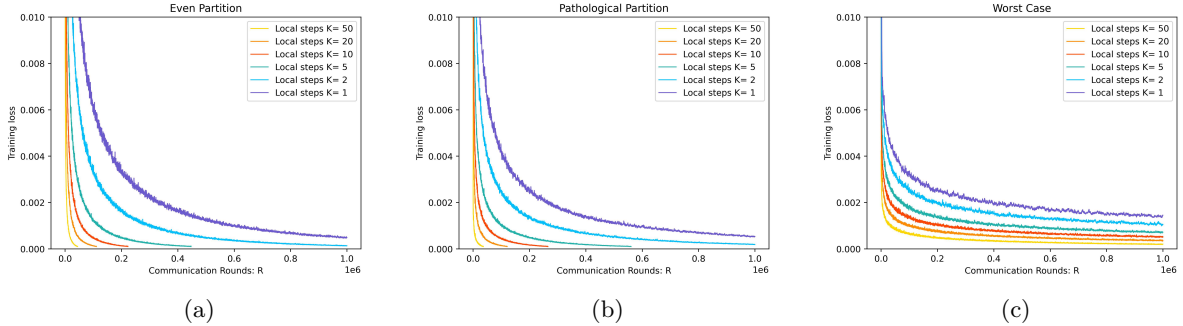 Even Partition
0.010
0.008
0.006
0.004
0.002
0.000
Training loss
Local steps K= 50
Local steps K= 20
Local steps K= 10
Local steps K= 5
Local steps K= 2
Local steps K= 1
0.0 0.2 0.4 0.6 0.8 1.0
1e6
Communication Rounds: R
(a)
Pathological Partition
0.010
0.008
0.006
0.004
0.002
0.000
Training loss
Local steps K= 50
Local steps K= 20
Local steps K= 10
Local steps K= 5
Local steps K= 2
Local steps K= 1
0.0 0.2 0.4 0.6 0.8 1.0
1e6
Communication Rounds: R
(b)
Worst Case
0.010
0.008
0.006
0.004
0.002
0.000
Training loss
Local steps K= 50
Local steps K= 20
Local steps K= 10
Local steps K= 5
Local steps K= 2
Local steps K= 1
0.0 0.2 0.4 0.6 0.8 1.0
1e6
Communication Rounds: R
(c)